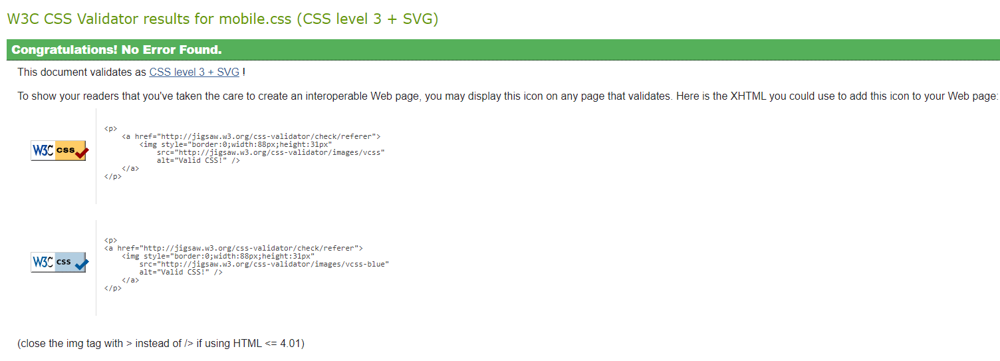 W3C CSS Validator results for mobile.css (CSS level 3 + SVG)
Congratulations! No Error Found.
This document validates as CSS level 3 + SVG !
To show your readers that you've taken the care to create an interoperable Web page, you may display this icon on any page that validates. Here is the XHTML you could use to add this icon to your Web page:
W3C css
<p>
    <a href="http://jigsaw.w3.org/css-validator/check/referer">
        <img style="border:0;width:88px;height:31px"
            src="http://jigsaw.w3.org/css-validator/images/vcss"
            alt="Valid CSS!" />
    </a>
</p>
W3C css
<p>
<a href="http://jigsaw.w3.org/css-validator/check/referer">
    <img style="border:0;width:88px;height:31px"
        src="http://jigsaw.w3.org/css-validator/images/vcss-blue"
        alt="Valid CSS!" />
    </a>
</p>
(close the img tag with > instead of /> if using HTML <= 4.01)